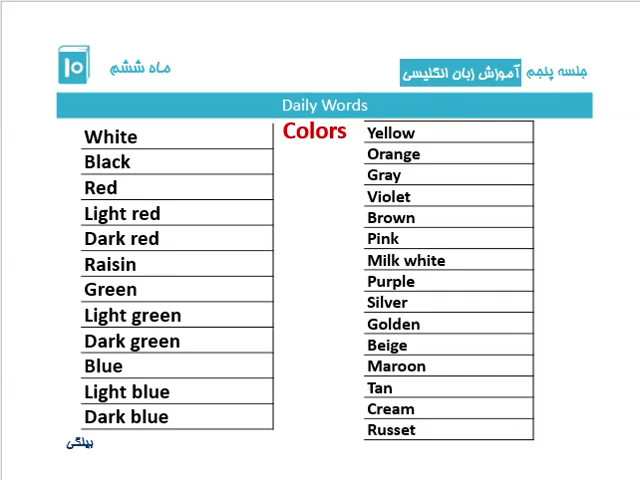 جلسه پنجم آموزش زبان انگلیسی
ماه ششم
۱۰
Daily Words
Colors
White
Black
Red
Light red
Dark red
Raisin
Green
Light green
Dark green
Blue
Light blue
Dark blue
Yellow
Orange
Gray
Violet
Brown
Pink
Milk white
Purple
Silver
Golden
Beige
Maroon
Tan
Cream
Russet
بیلگی